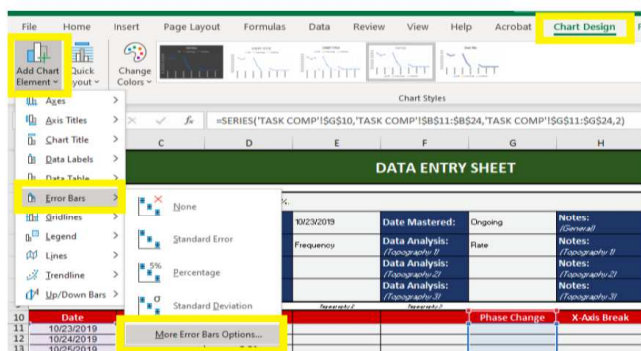 File Home Insert Page Layout Formulas Data Review View Help Acrobat Chart Design
Add Chart Element Quick Layout Change Colors
Chart Styles
Axes
Axis Titles
Chart Title
Data Labels
Data Table
Error Bars
Gridlines
Legend
Lines
Trendline
Up/Down Bars
None
Standard Error
5% Percentage
σ Standard Deviation
More Error Bars Options...
fx =SERIES('TASK COMP'!$G$10,'TASK COMP'!$B$11:$B$24,'TASK COMP'!$G$11:$G$24,2)
C D E F G H
DATA ENTRY SHEET
10/23/2019 Date Mastered: Ongoing Notes:
(General)
Frequency Data Analysis: Rate Notes:
(Topography 1) (Topography 1)
Data Analysis: Notes:
(Topography 2) (Topography 2)
Data Analysis: Notes:
(Topography 3) (Topography 3)
Topography 2 Topography 3
10 Date Phase Change X-Axis Break
11 10/23/2019
12 10/24/2019
13 10/25/2019